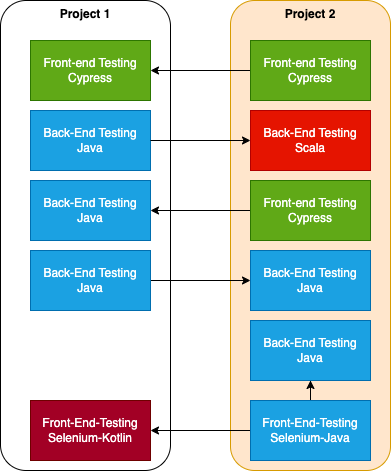 Project 1
Front-end Testing
Cypress
Back-End Testing
Java
Back-End Testing
Java
Back-End Testing
Java
Front-End-Testing
Selenium-Kotlin
Project 2
Front-end Testing
Cypress
Back-End Testing
Scala
Front-end Testing
Cypress
Back-End Testing
Java
Back-End Testing
Java
Front-End-Testing
Selenium-Java